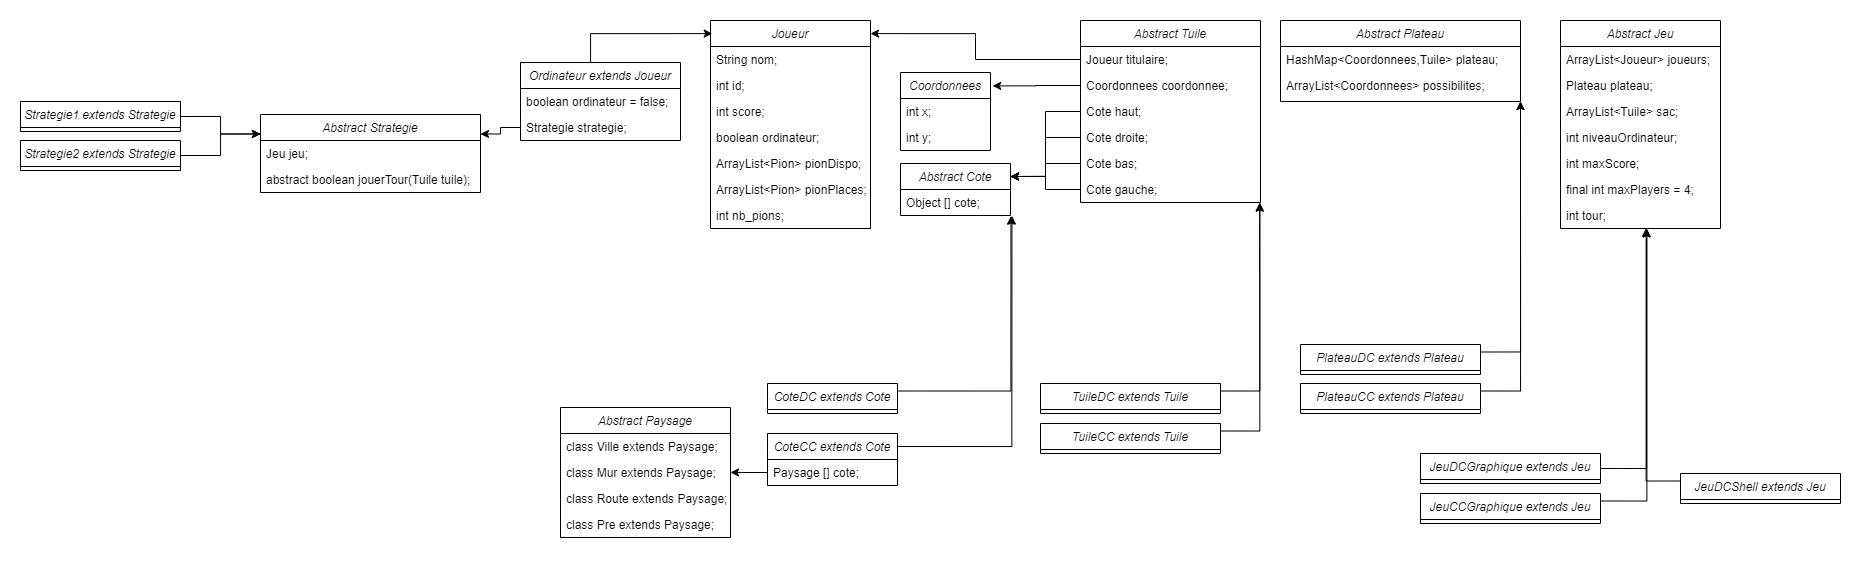 Strategie1 extends Strategie
Strategie2 extends Strategie
Abstract Strategie
Jeu jeu;
abstract boolean jouerTour(Tuile tuile);
Ordinateur extends Joueur
boolean ordinateur = false;
Strategie strategie;
Joueur
String nom;
int id;
int score;
boolean ordinateur;
ArrayList<Pion> pionDispo;
ArrayList<Pion> pionPlaces;
int nb_pions;
Coordonnees
int x;
int y;
Abstract Cote
Object [] cote;
Abstract Tuile
Joueur titulaire;
Coordonnees coordonnee;
Cote haut;
Cote droite;
Cote bas;
Cote gauche;
Abstract Plateau
HashMap<Coordonnees,Tuile> plateau;
ArrayList<Coordonnees> possibilites;
Abstract Jeu
ArrayList<Joueur> joueurs;
Plateau plateau;
ArrayList<Tuile> sac;
int niveauOrdinateur;
int maxScore;
final int maxPlayers = 4;
int tour;
Abstract Paysage
class Ville extends Paysage;
class Mur extends Paysage;
class Route extends Paysage;
class Pre extends Paysage;
CoteDC extends Cote
CoteCC extends Cote
Paysage [] cote;
TuileDC extends Tuile
TuileCC extends Tuile
PlateauDC extends Plateau
PlateauCC extends Plateau
JeuDCGraphique extends Jeu
JeuCCGraphique extends Jeu
JeuDCShell extends Jeu